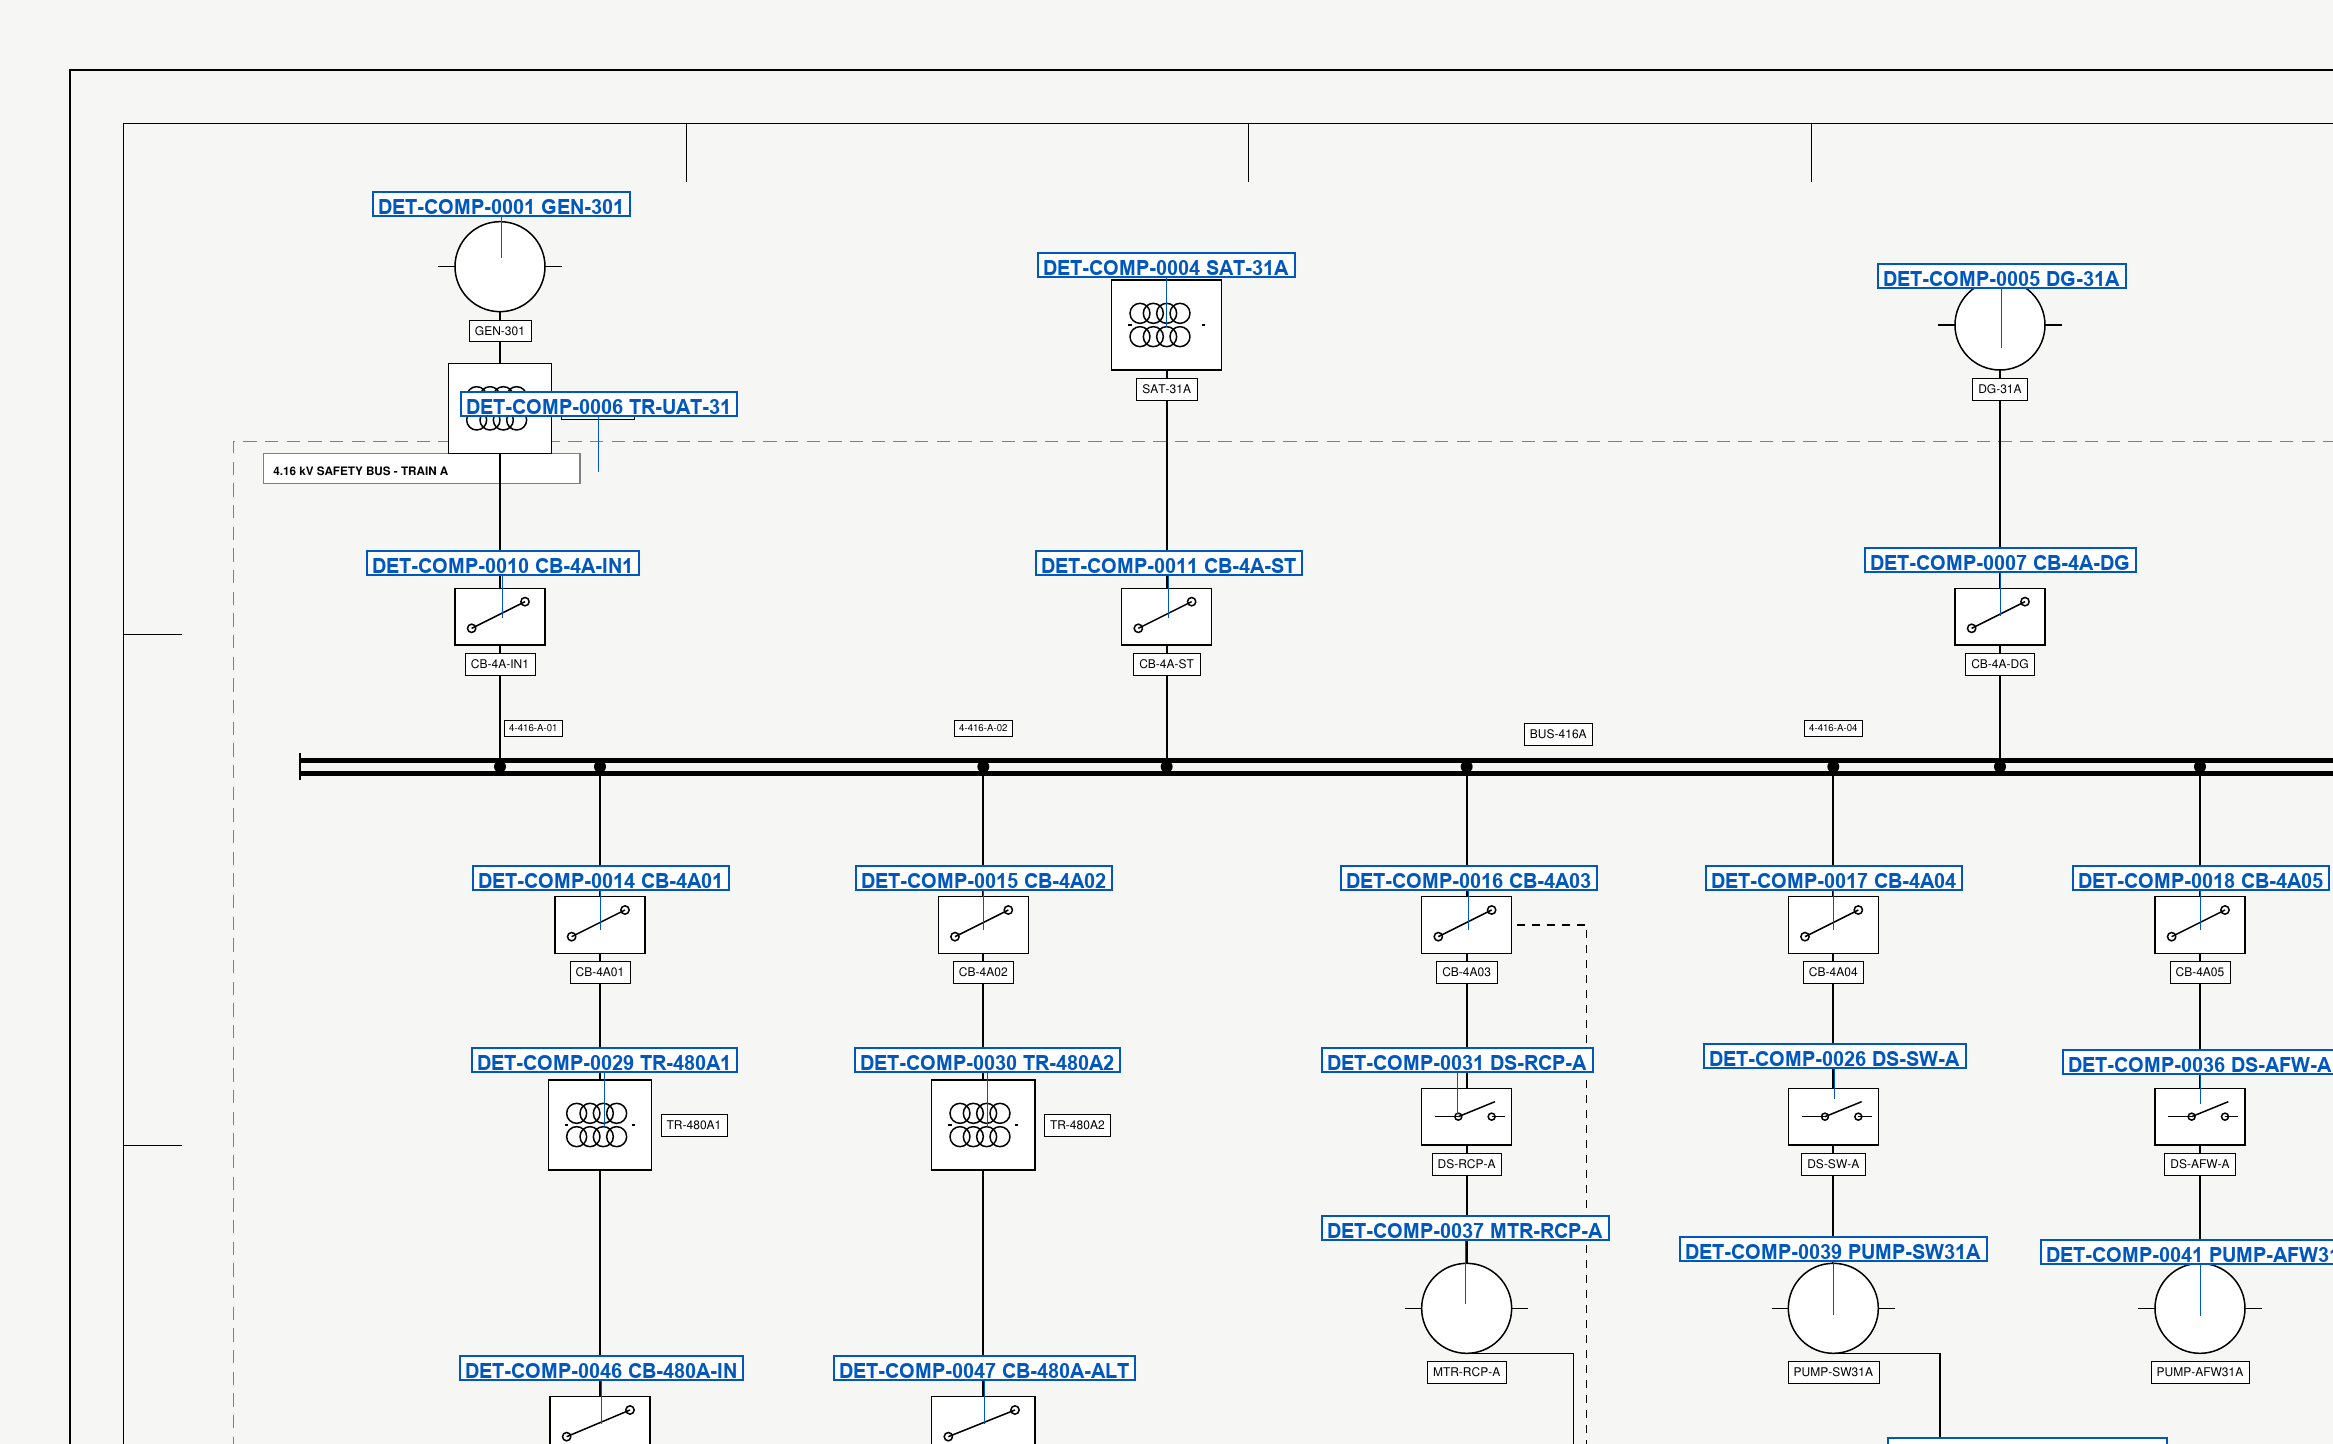 DET-COMP-0001 GEN-301
DET-COMP-0004 SAT-31A
DET-COMP-0005 DG-31A
GEN-301
SAT-31A
DG-31A
DET-COMP-0006 TR-UAT-31
4.16 kV SAFETY BUS - TRAIN A
DET-COMP-0010 CB-4A-IN1
DET-COMP-0011 CB-4A-ST
DET-COMP-0007 CB-4A-DG
CB-4A-IN1
CB-4A-ST
CB-4A-DG
4-416-A-01
4-416-A-02
BUS-416A
4-416-A-04
DET-COMP-0014 CB-4A01
DET-COMP-0015 CB-4A02
DET-COMP-0016 CB-4A03
DET-COMP-0017 CB-4A04
DET-COMP-0018 CB-4A05
CB-4A01
CB-4A02
CB-4A03
CB-4A04
CB-4A05
DET-COMP-0029 TR-480A1
DET-COMP-0030 TR-480A2
DET-COMP-0031 DS-RCP-A
DET-COMP-0026 DS-SW-A
DET-COMP-0036 DS-AFW-A
TR-480A1
TR-480A2
DS-RCP-A
DS-SW-A
DS-AFW-A
DET-COMP-0037 MTR-RCP-A
DET-COMP-0039 PUMP-SW31A
DET-COMP-0041 PUMP-AFW31
MTR-RCP-A
PUMP-SW31A
PUMP-AFW31A
DET-COMP-0046 CB-480A-IN
DET-COMP-0047 CB-480A-ALT